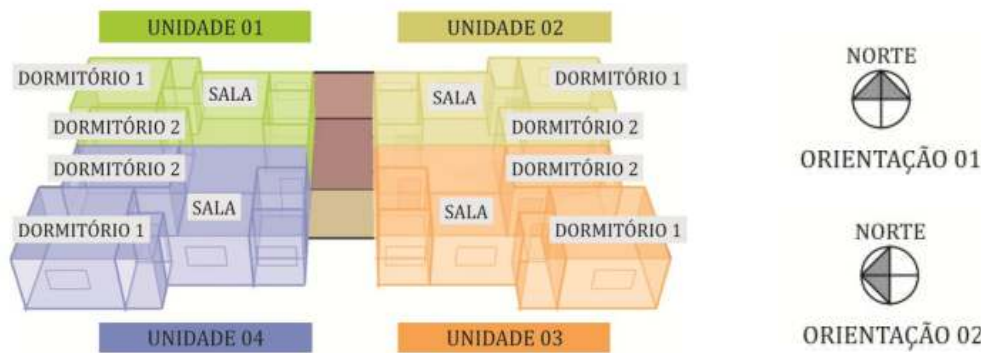 UNIDADE 01
UNIDADE 02
DORMITÓRIO 1
SALA
SALA
DORMITÓRIO 1
DORMITÓRIO 2
DORMITÓRIO 2
DORMITÓRIO 2
DORMITÓRIO 2
DORMITÓRIO 1
SALA
SALA
DORMITÓRIO 1
UNIDADE 04
UNIDADE 03
NORTE
ORIENTAÇÃO 01
NORTE
ORIENTAÇÃO 02